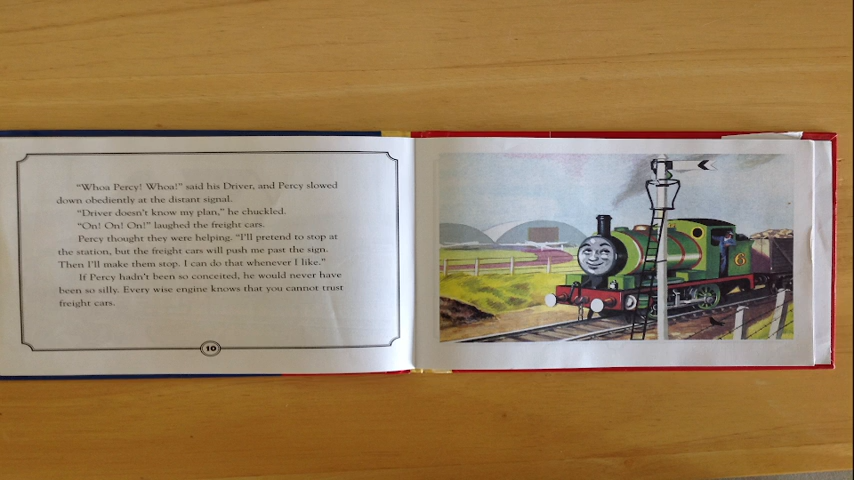 "Whoa Percy! Whoa!" said his Driver, and Percy slowed
down obediently at the distant signal.
"Driver doesn't know my plan," he chuckled.
"On! On! On!" laughed the freight cars.
Percy thought they were helping. "I'll pretend to stop at
the station, but the freight cars will push me past the sign.
Then I'll make them stop. I can do that whenever I like."
If Percy hadn't been so conceited, he would never have
been so silly. Every wise engine knows that you cannot trust
freight cars.
10
6